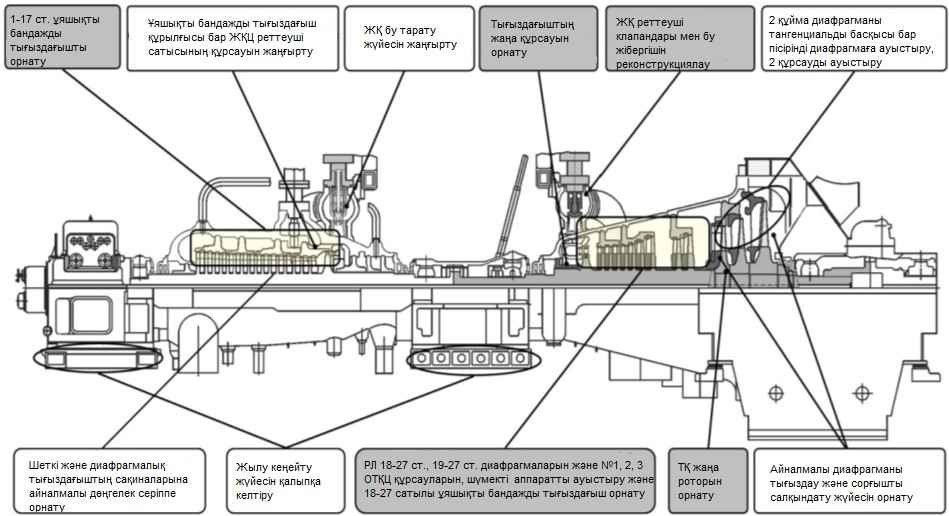 1-17 ст. ұяшықты
бандажды
тығыздағышты
орнату
Ұяшықты бандажды тығыздағыш
құрылғысы бар ЖҚЦ реттеуші
сатысының құрсауын жаңғырту
ЖҚ бу тарату
жүйесін жаңғырту
Тығыздағыштың
жаңа құрсауын
орнату
ЖҚ реттеуші
клапандары мен бу
жібергішін
реконструкциялау
2 құйма диафрагманы
тангенциальды басқысы бар
пісірінді диафрагмаға ауыстыру,
2 құрсауды ауыстыру
Шеткі және диафрагмалық
тығыздағыштың сақиналарына
айналмалы дөңгелек серіппе
орнату
Жылу кеңейту
жүйесін қалыпқа
келтіру
РЛ 18-27 ст., 19-27 ст. диафрагмаларын және №1, 2, 3
ОТҚЦ құрсауларын, шүмекті аппаратты ауыстыру және
18-27 сатылы ұяшықты бандажды тығыздағыш орнату
ТҚ жаңа
роторын
орнату
Айналмалы диафрагманы
тығыздау және сорғышты
салқындату жүйесін орнату